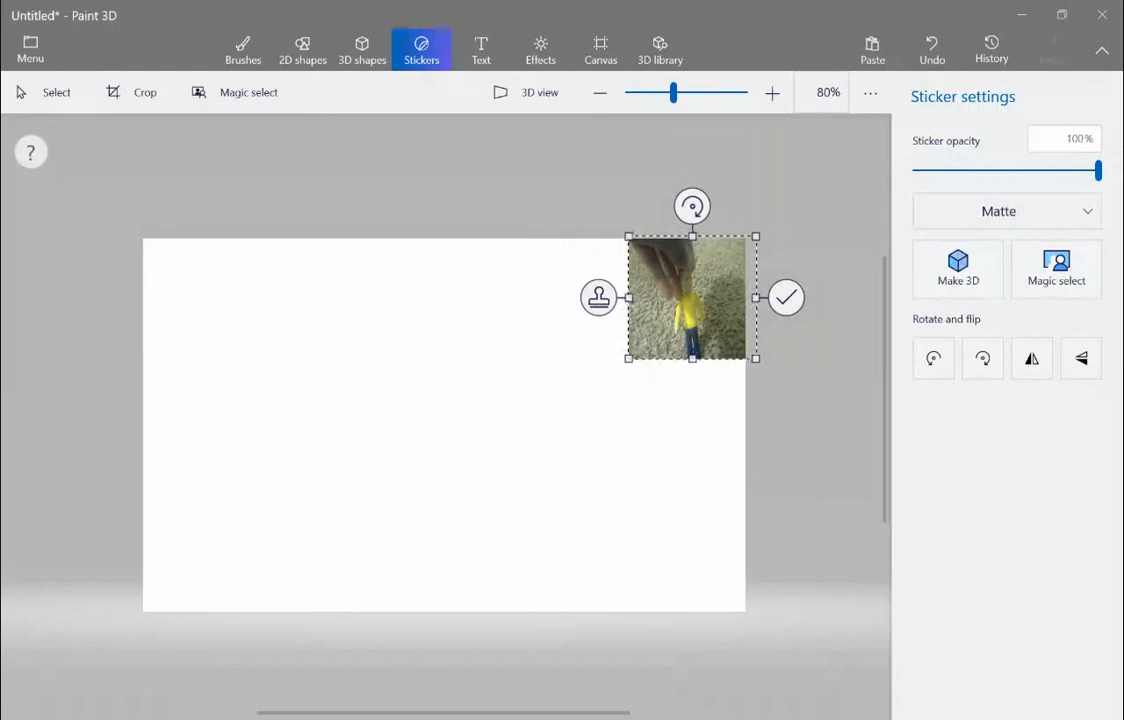 Untitled* - Paint 3D
Menu
Brushes
2D shapes
3D shapes
Stickers
Text
Effects
Canvas
3D library
Paste
Undo
History
Select
Crop
Magic select
3D view
80%
Sticker settings
?
Sticker opacity
100%
Matte
Make 3D
Magic select
Rotate and flip